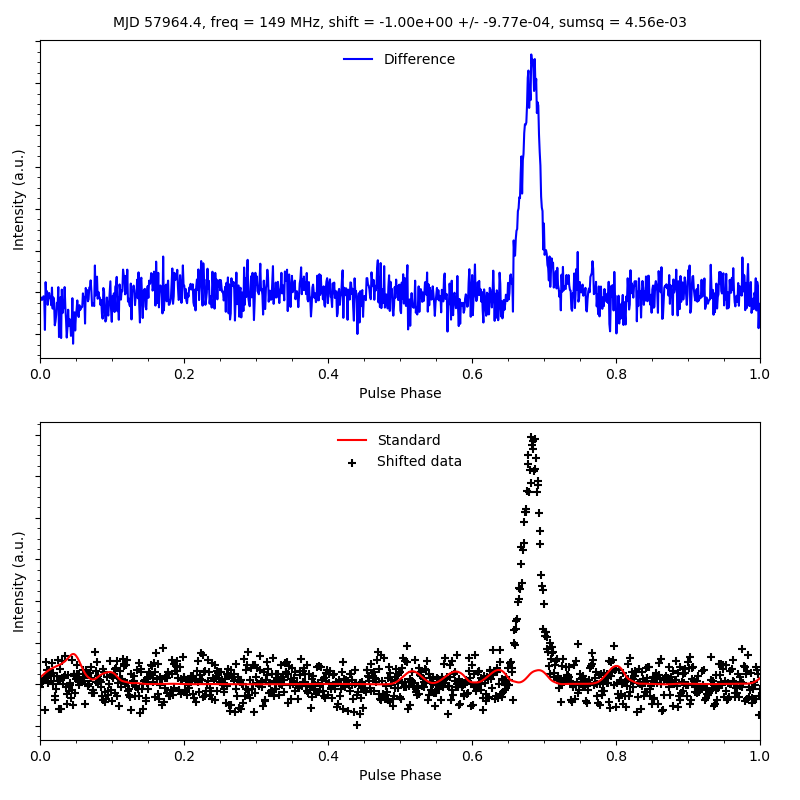 MJD 57964.4, freq = 149 MHz, shift = -1.00e+00 +/- -9.77e-04, sumsq = 4.56e-03
Difference
Intensity (a.u.)
0.0 0.2 0.4 0.6 0.8 1.0
Pulse Phase
Standard
Shifted data
Intensity (a.u.)
0.0 0.2 0.4 0.6 0.8 1.0
Pulse Phase